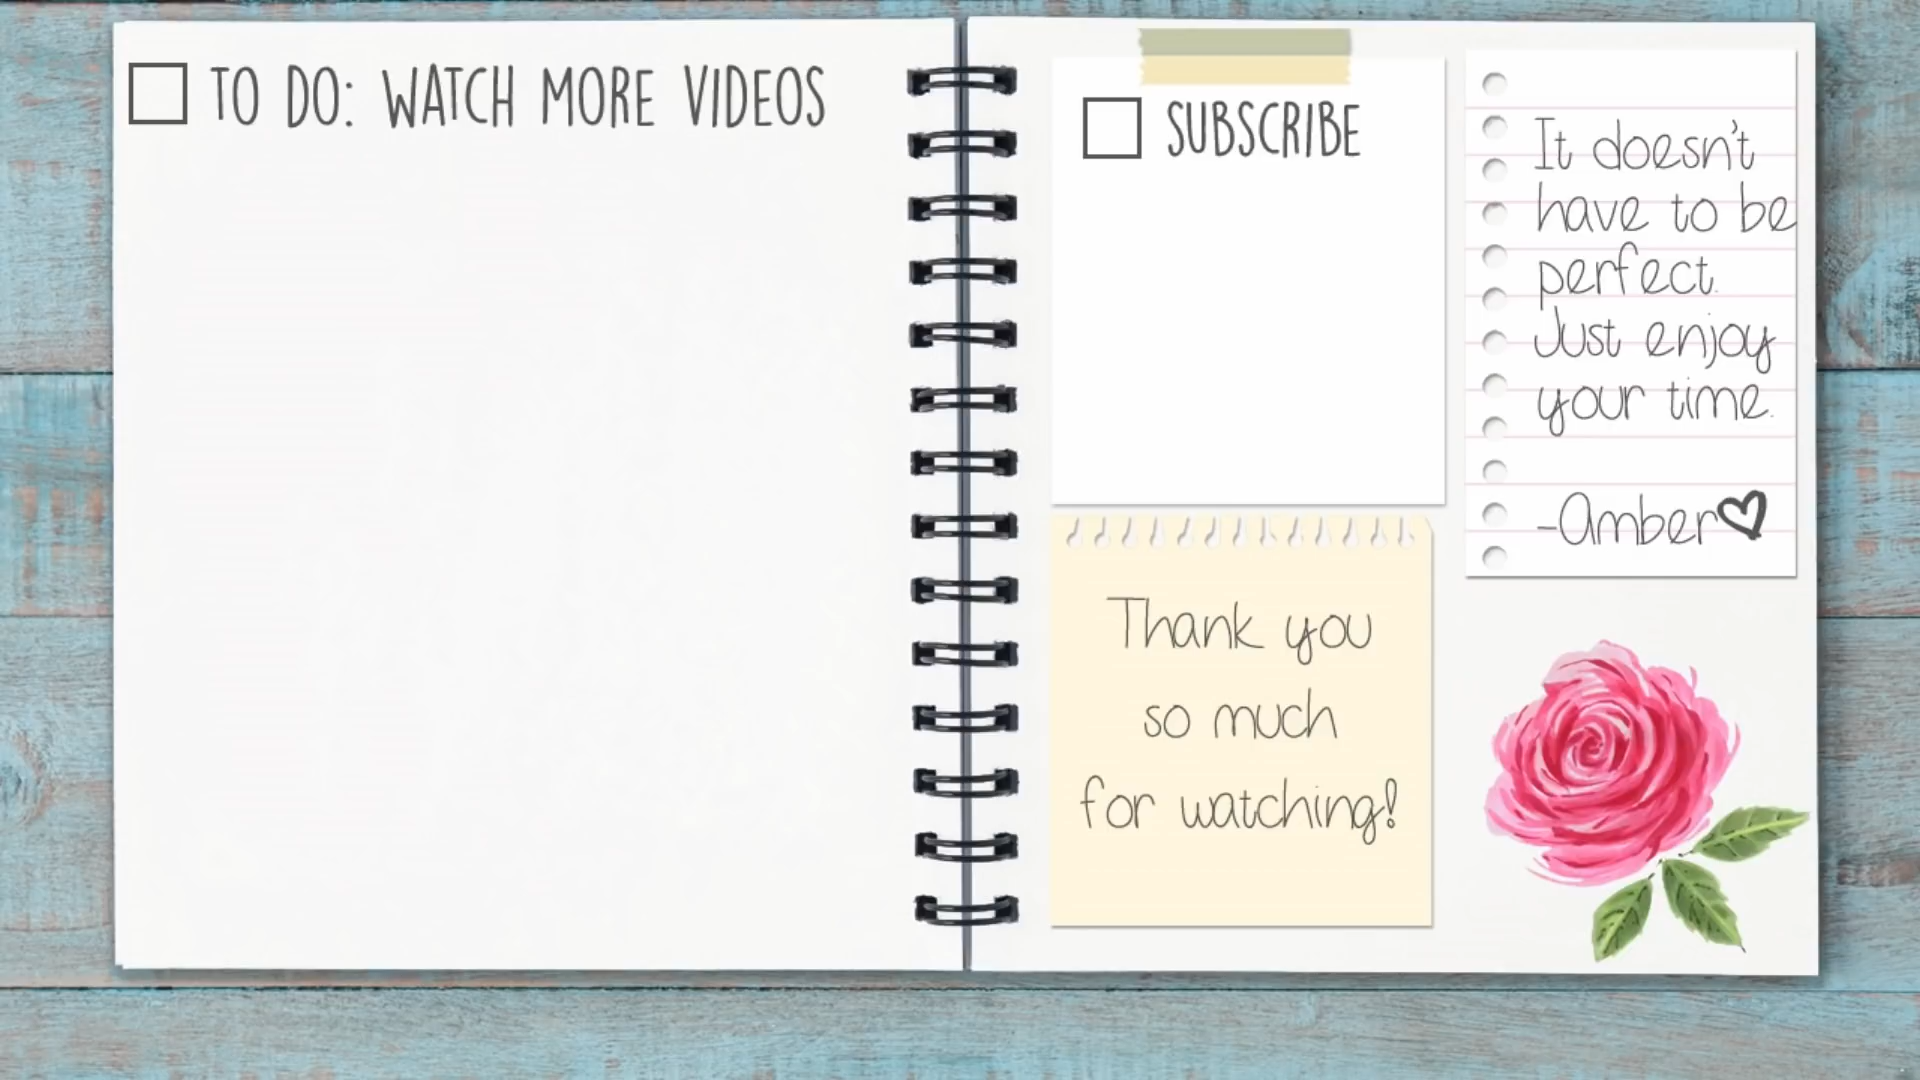 TO DO: WATCH MORE VIDEOS
SUBSCRIBE
It doesn't
have to be
perfect.
Just enjoy
your time.
-Amber
Thank you
so much
for watching!